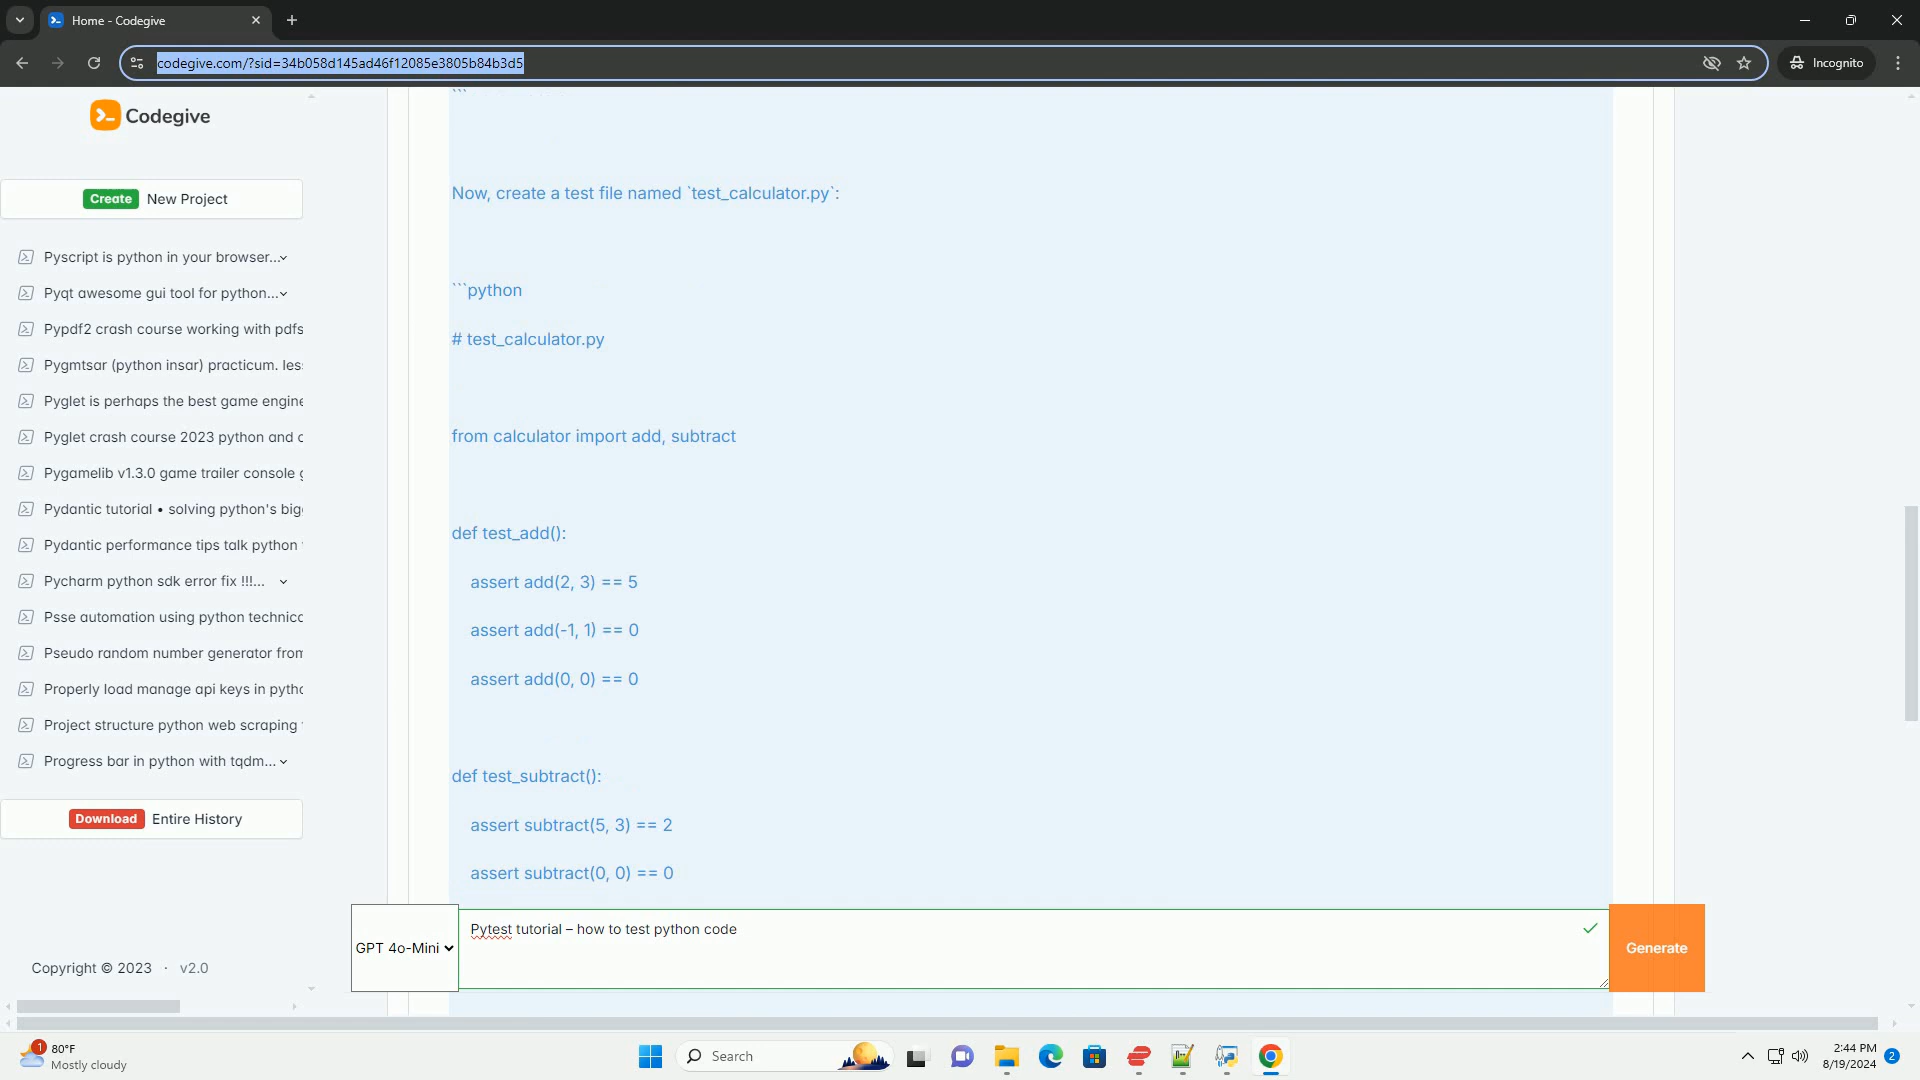 Home - Codegive
codegive.com/?sid=34b058d145ad46f12085e3805b84b3d5
Incognito
Codegive
Create New Project
Pyscript is python in your browser...
Pyqt awesome gui tool for python...
Pypdf2 crash course working with pdfs
Pygmtsar (python insar) practicum. les
Pyglet is perhaps the best game engine
Pyglet crash course 2023 python and
Pygamelib v1.3.0 game trailer console
Pydantic tutorial • solving python's big
Pydantic performance tips talk python
Pycharm python sdk error fix !!!...
Psse automation using python technica
Pseudo random number generator from
Properly load manage api keys in pytho
Project structure python web scraping
Progress bar in python with tqdm...
Download Entire History
Copyright © 2023 · v2.0
```
Now, create a test file named `test_calculator.py`:
```python
# test_calculator.py
from calculator import add, subtract
def test_add():
assert add(2, 3) == 5
assert add(-1, 1) == 0
assert add(0, 0) == 0
def test_subtract():
assert subtract(5, 3) == 2
assert subtract(0, 0) == 0
GPT 4o-Mini
Pytest tutorial – how to test python code
Generate
1
80°F
Mostly cloudy
Search
2:44 PM
8/19/2024
2